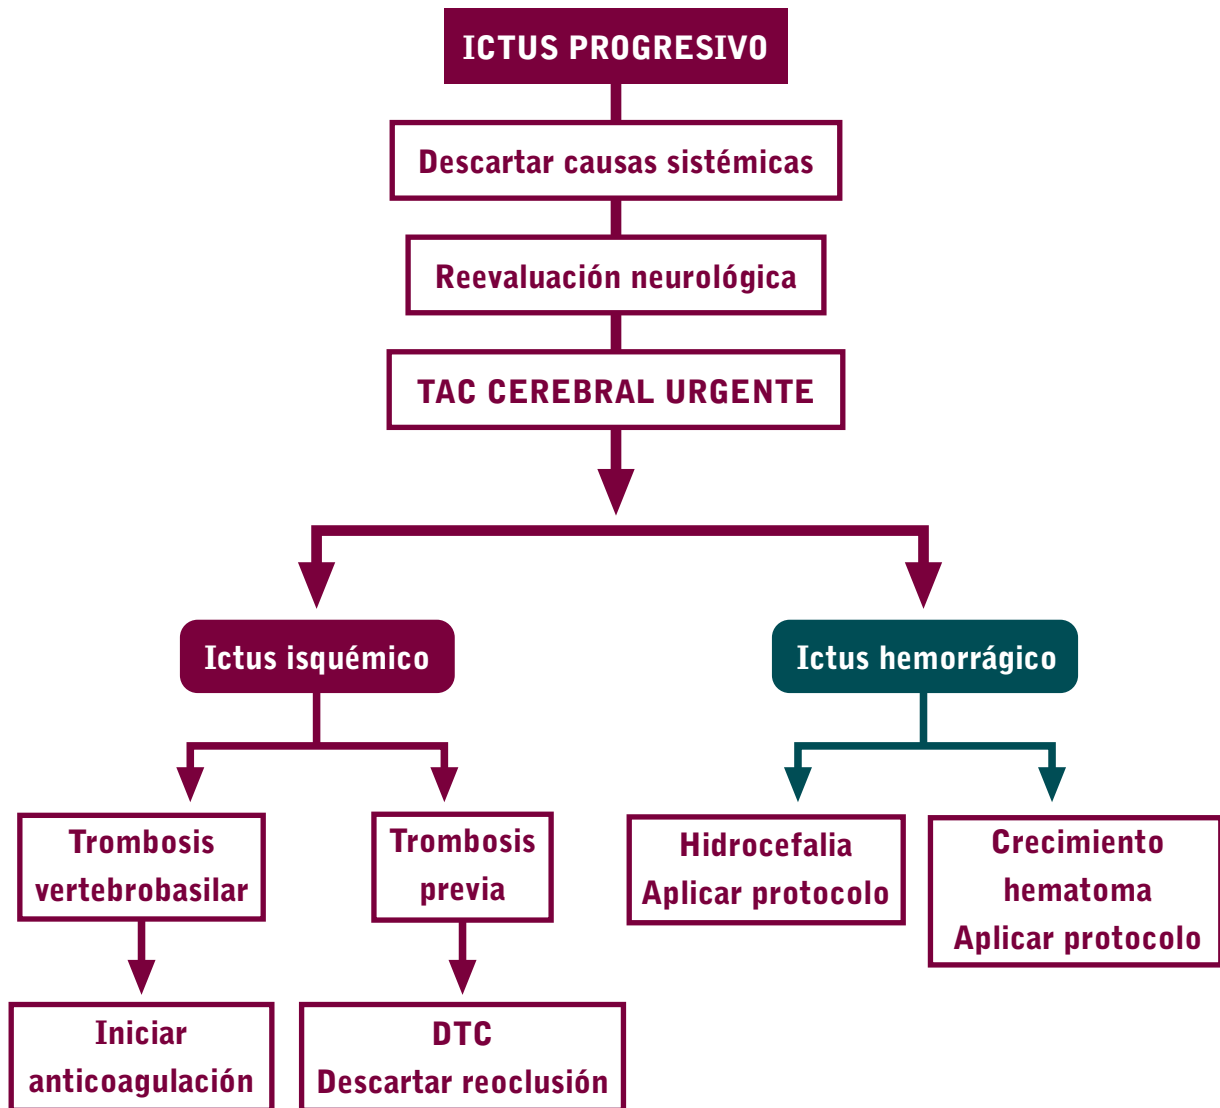 ICTUS PROGRESIVO
Descartar causas sistémicas
Reevaluación neurológica
TAC CEREBRAL URGENTE
Ictus isquémico
Ictus hemorrágico
Trombosis
vertebrobasilar
Trombosis
previa
Hidrocefalia
Aplicar protocolo
Crecimiento
hematoma
Aplicar protocolo
Iniciar
anticoagulación
DTC
Descartar reoclusión